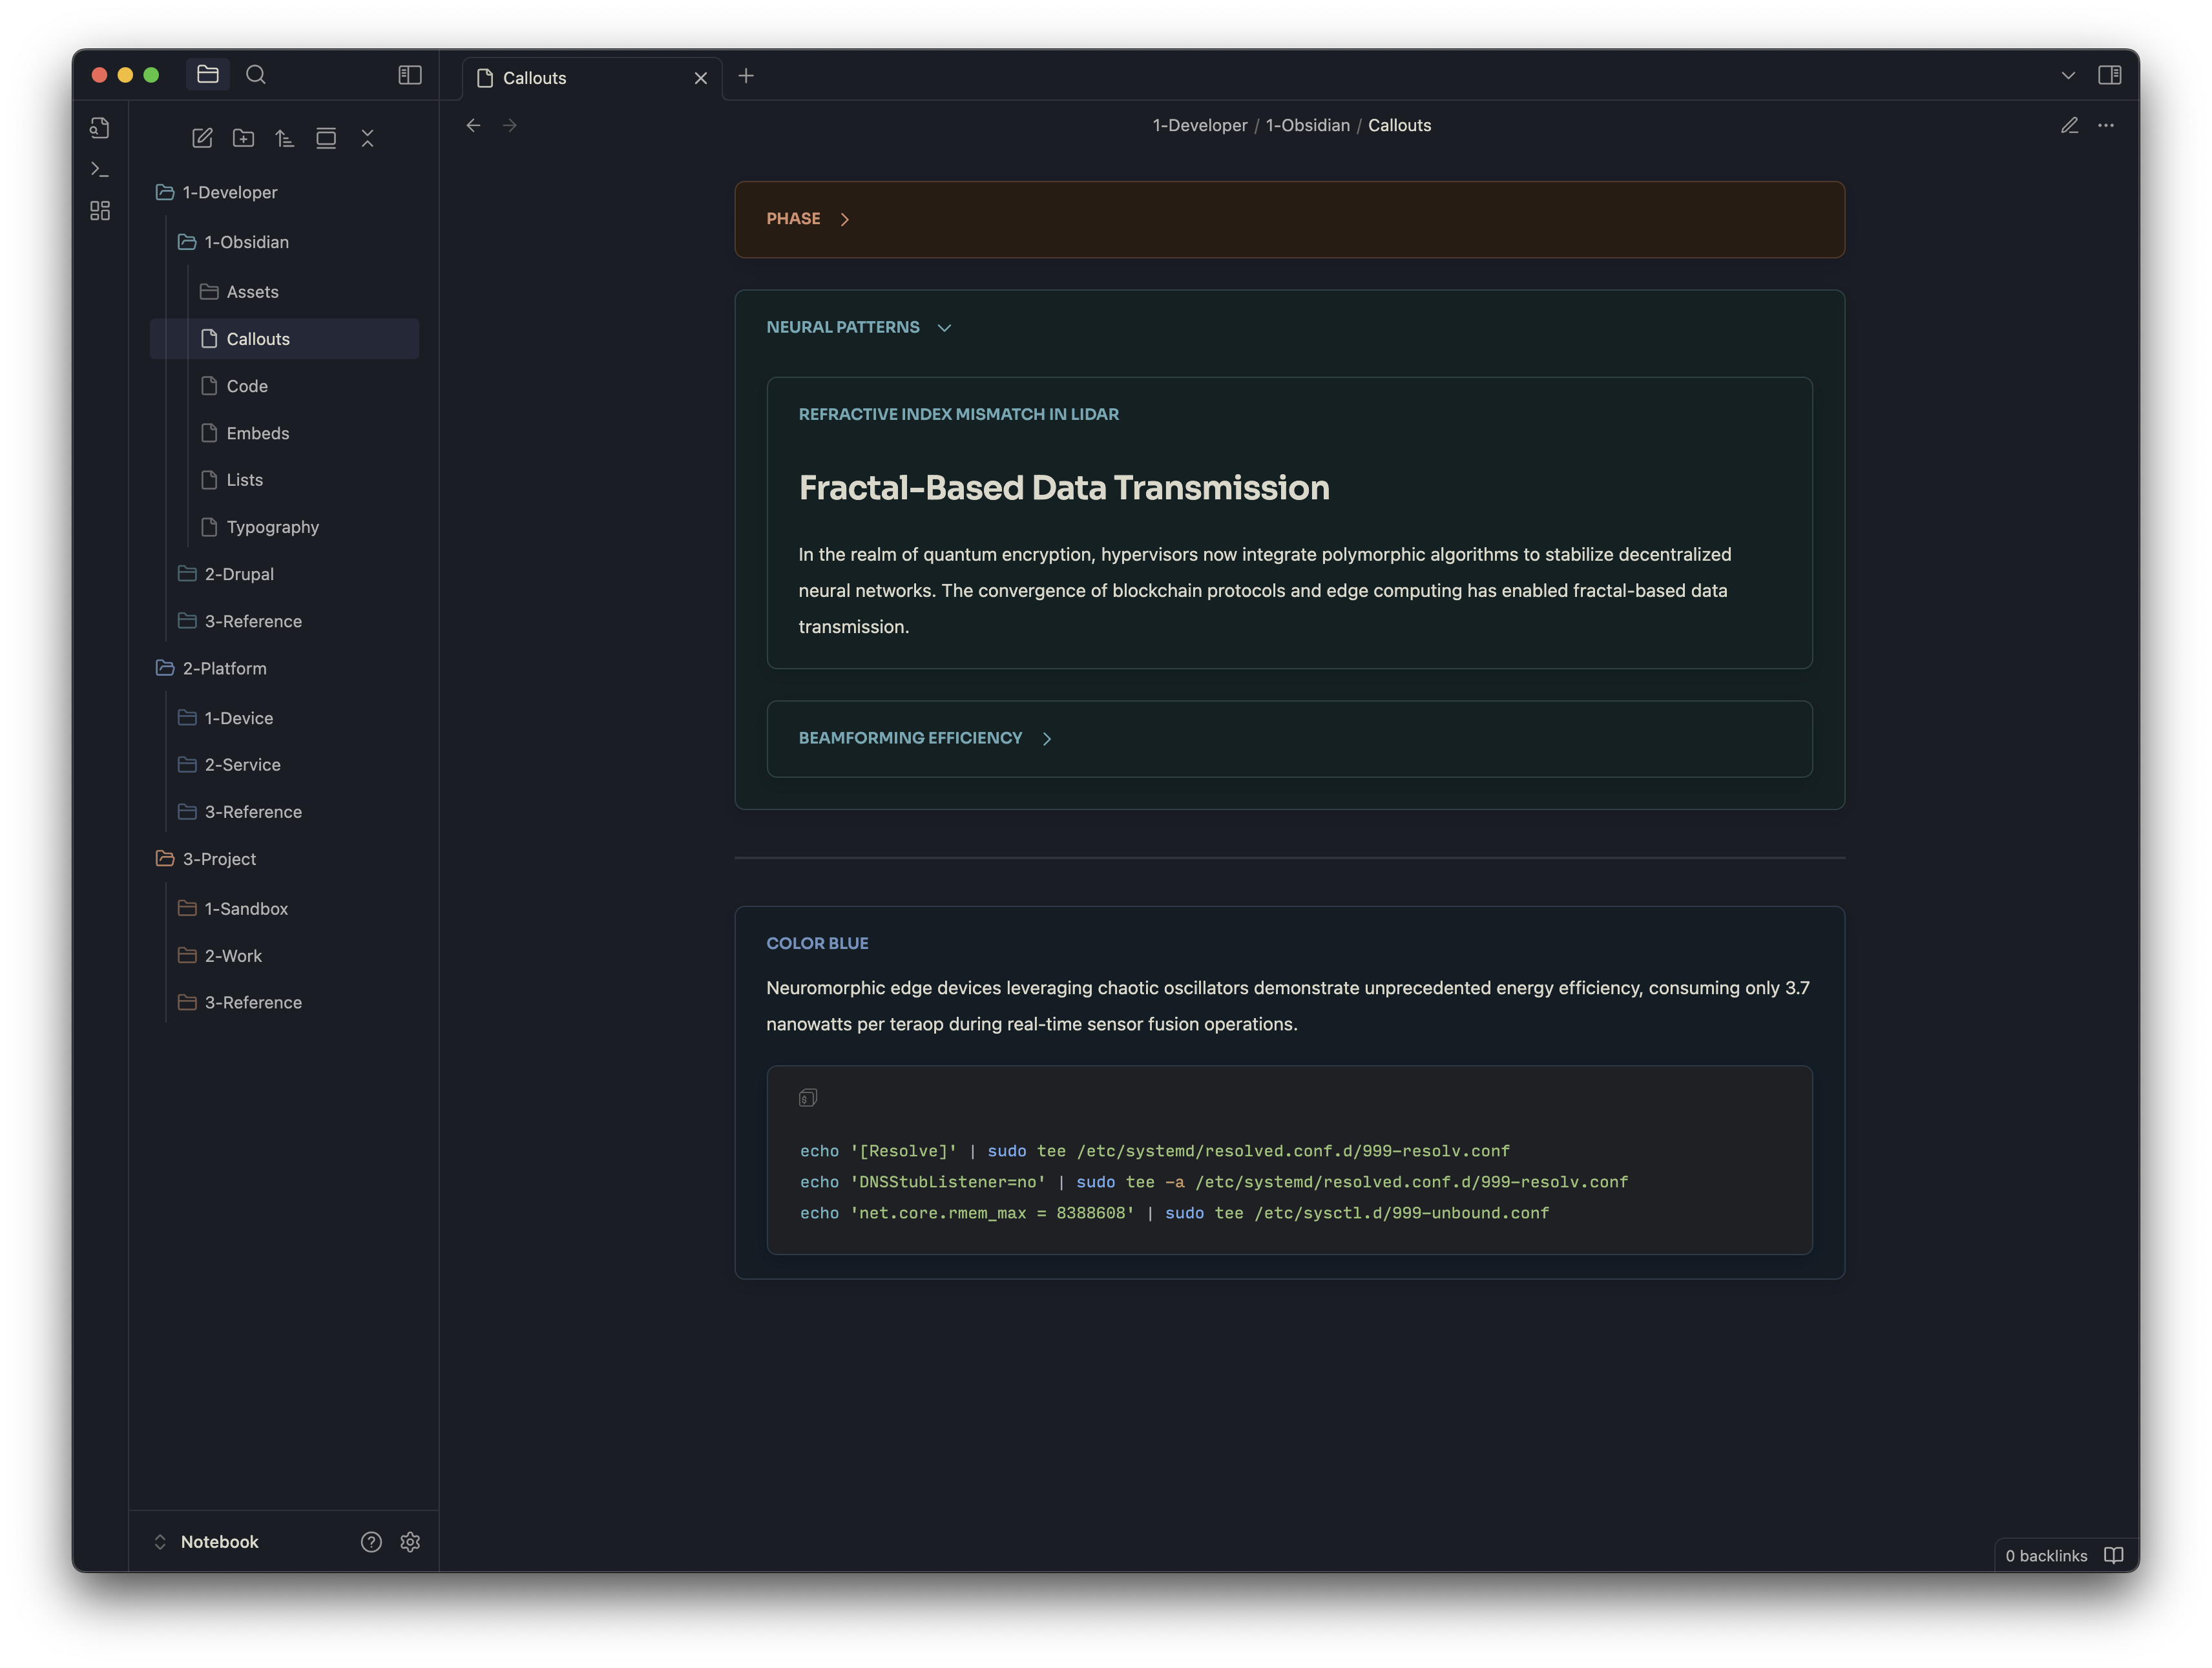 Callouts
1-Developer / 1-Obsidian / Callouts
1-Developer
1-Obsidian
Assets
Callouts
Code
Embeds
Lists
Typography
2-Drupal
3-Reference
2-Platform
1-Device
2-Service
3-Reference
3-Project
1-Sandbox
2-Work
3-Reference
Notebook
PHASE
NEURAL PATTERNS
REFRACTIVE INDEX MISMATCH IN LIDAR
Fractal-Based Data Transmission
In the realm of quantum encryption, hypervisors now integrate polymorphic algorithms to stabilize decentralized
neural networks. The convergence of blockchain protocols and edge computing has enabled fractal-based data
transmission.
BEAMFORMING EFFICIENCY
COLOR BLUE
Neuromorphic edge devices leveraging chaotic oscillators demonstrate unprecedented energy efficiency, consuming only 3.7
nanowatts per teraop during real-time sensor fusion operations.
echo '[Resolve]' | sudo tee /etc/systemd/resolved.conf.d/999-resolv.conf
echo 'DNSStubListener=no' | sudo tee -a /etc/systemd/resolved.conf.d/999-resolv.conf
echo 'net.core.rmem_max = 8388608' | sudo tee /etc/sysctl.d/999-unbound.conf
0 backlinks